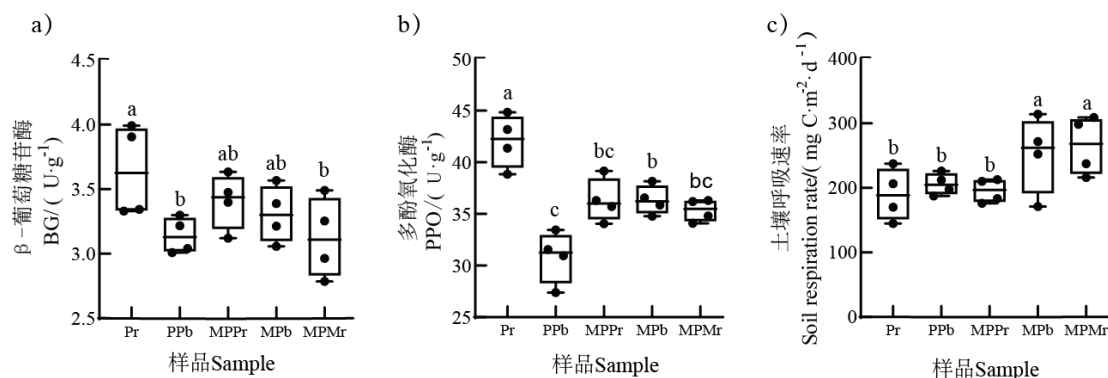 a)
β-葡萄糖苷酶
BG/( U·g⁻¹)
4.5
4.0
3.5
3.0
2.5
a
b
ab
ab
b
Pr
PPb
MPPr
MPb
MPMr
样品Sample
b)
多酚氧化酶
PPO/( U·g⁻¹)
50
45
40
35
30
25
a
c
bc
b
bc
Pr
PPb
MPPr
MPb
MPMr
样品Sample
c)
土壤呼吸速率
Soil respiration rate/( mg C·m⁻²·d⁻¹)
400
300
200
100
0
b
b
b
a
a
Pr
PPb
MPPr
MPb
MPMr
样品Sample